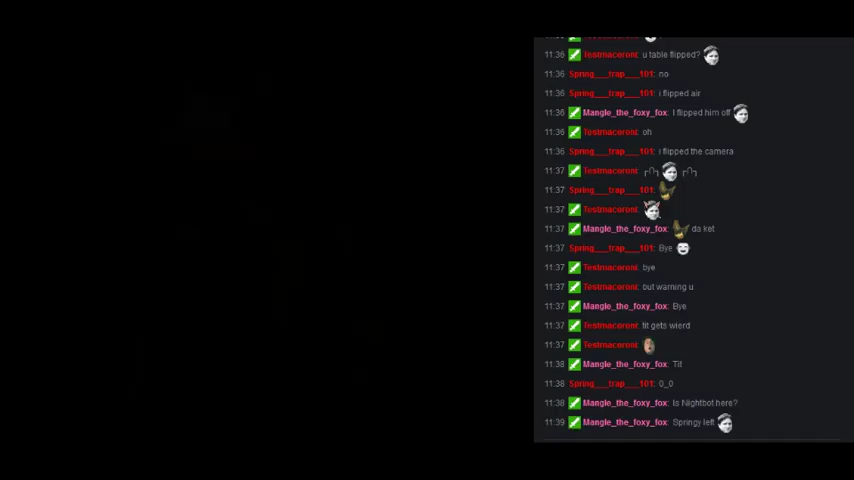 11:36 Testmacaroni: u table flipped?
11:36 Spring___trap___101: no
11:36 Spring___trap___101: i flipped air
11:36 Mangle_the_foxy_fox: I flipped him off
11:36 Testmacaroni: oh
11:36 Spring___trap___101: i flipped the camera
11:37 Testmacaroni: ┌∩┐ ┌∩┐
11:37 Spring___trap___101:
11:37 Testmacaroni:
11:37 Mangle_the_foxy_fox: da ket
11:37 Spring___trap___101: Bye
11:37 Testmacaroni: bye
11:37 Testmacaroni: but warning u
11:37 Mangle_the_foxy_fox: Bye
11:37 Testmacaroni: tit gets wierd
11:37 Testmacaroni:
11:38 Mangle_the_foxy_fox: Tit
11:38 Spring___trap___101: 0_0
11:38 Mangle_the_foxy_fox: Is Nightbot here?
11:39 Mangle_the_foxy_fox: Springy left